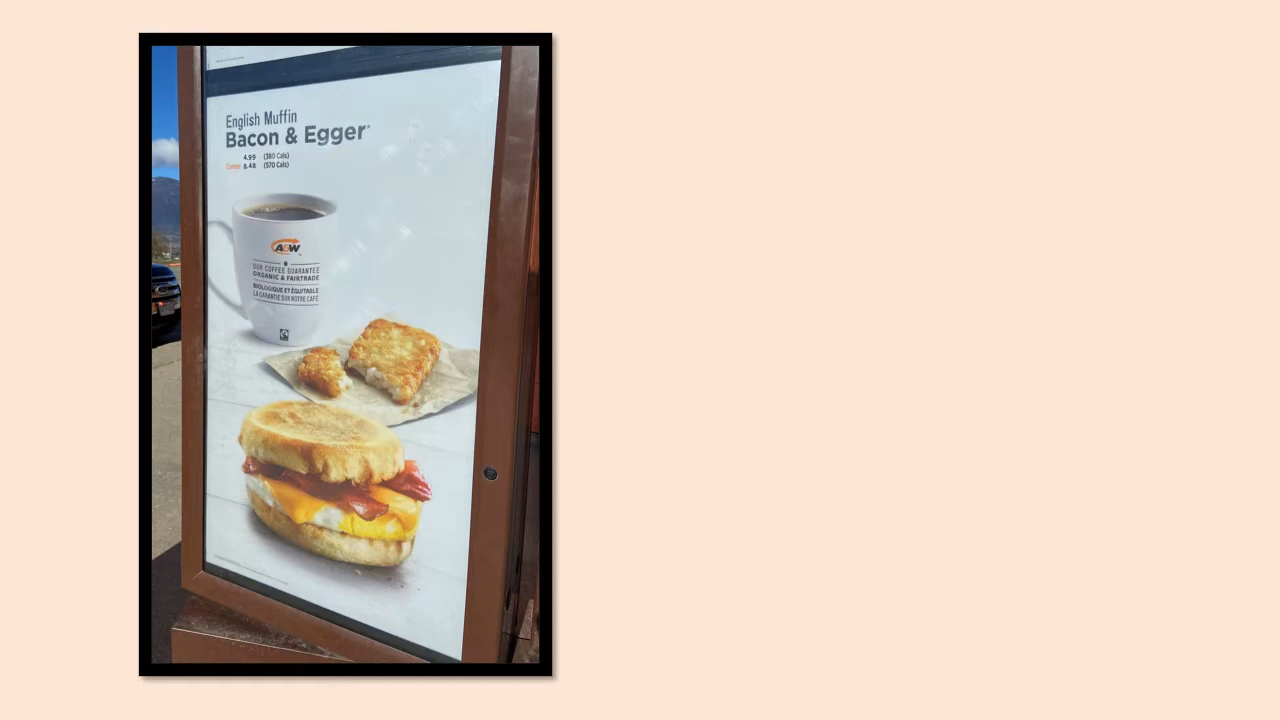 English Muffin
Bacon & Egger
4.99 (380 Cals)
Combo 8.48 (570 Cals)
A&W
OUR COFFEE GUARANTEE
ORGANIC & FAIRTRADE
BIOLOGIQUE ET ÉQUITABLE
LA GARANTIE SUR NOTRE CAFÉ